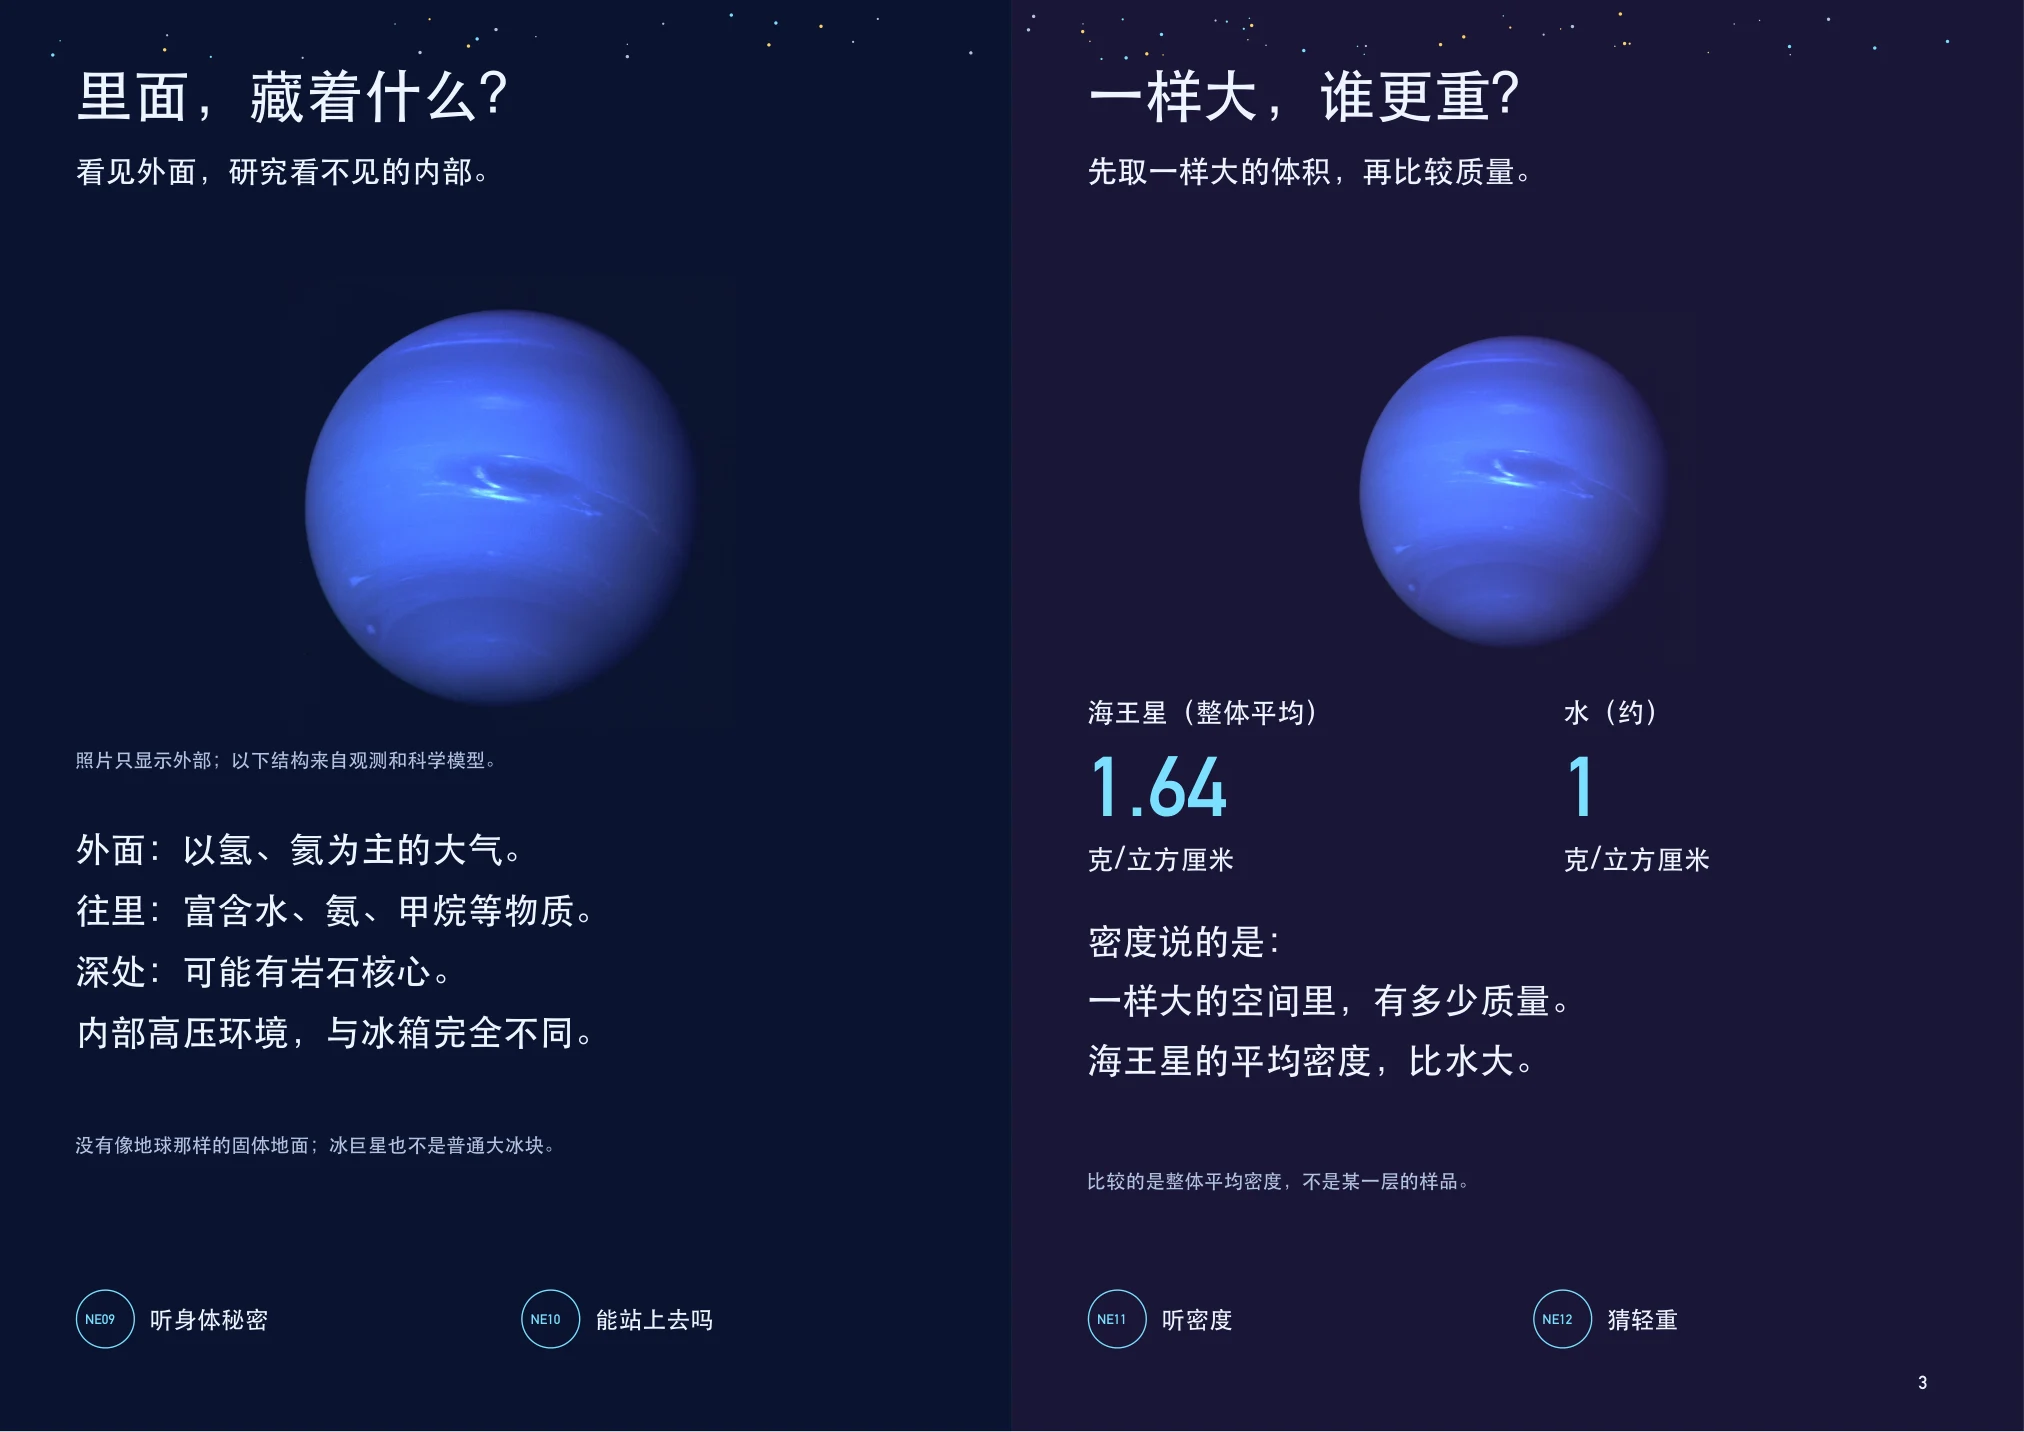 里面，藏着什么？
看见外面，研究看不见的内部。
照片只显示外部；以下结构来自观测和科学模型。
外面：以氢、氦为主的大气。
往里：富含水、氨、甲烷等物质。
深处：可能有岩石核心。
内部高压环境，与冰箱完全不同。
没有像地球那样的固体地面；冰巨星也不是普通大冰块。
NE09 听身体秘密
NE10 能站上去吗
一样大，谁更重？
先取一样大的体积，再比较质量。
海王星（整体平均）
1.64
克/立方厘米
水（约）
1
克/立方厘米
密度说的是：
一样大的空间里，有多少质量。
海王星的平均密度，比水大。
比较的是整体平均密度，不是某一层的样品。
NE11 听密度
NE12 猜轻重
3